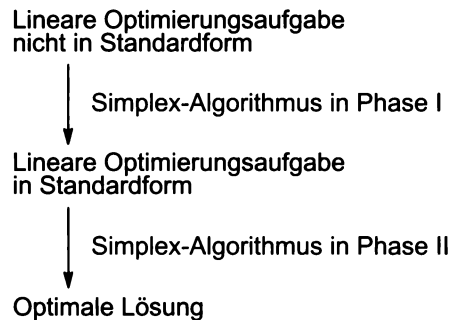 Lineare Optimierungsaufgabe
nicht in Standardform
Simplex-Algorithmus in Phase I
Lineare Optimierungsaufgabe
in Standardform
Simplex-Algorithmus in Phase II
Optimale Lösung